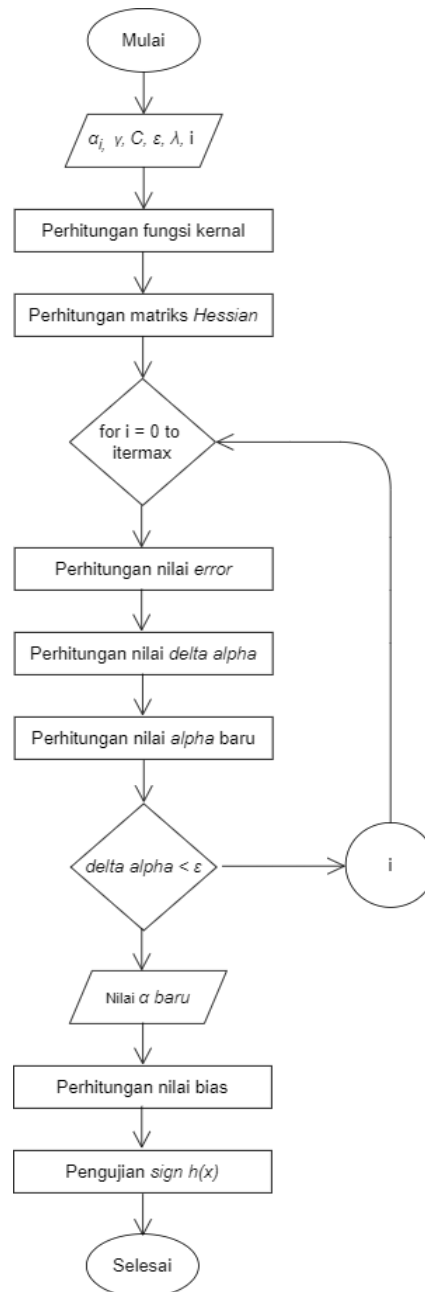 Mulai
αi, γ, C, ε, λ, i
Perhitungan fungsi kernal
Perhitungan matriks Hessian
for i = 0 to
itermax
Perhitungan nilai error
Perhitungan nilai delta alpha
Perhitungan nilai alpha baru
delta alpha < ε
i
Nilai α baru
Perhitungan nilai bias
Pengujian sign h(x)
Selesai